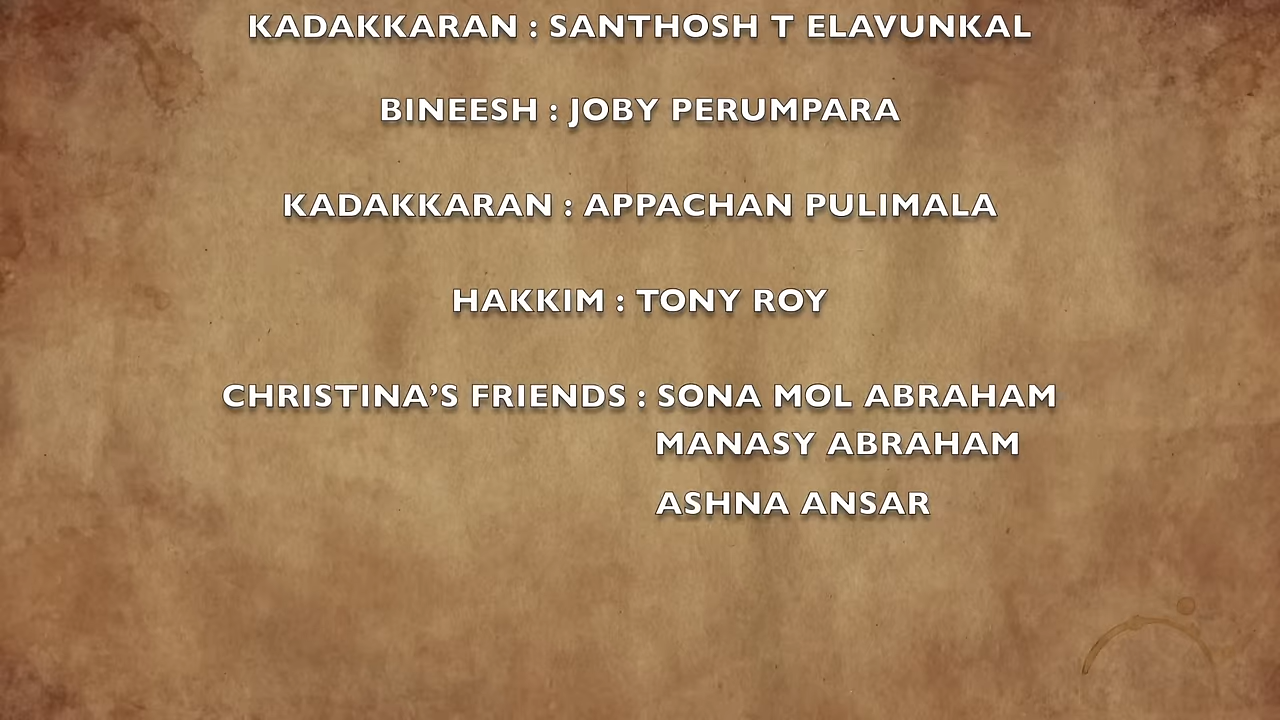 KADAKKARAN : SANTHOSH T ELAVUNKAL
BINEESH : JOBY PERUMPARA
KADAKKARAN : APPACHAN PULIMALA
HAKKIM : TONY ROY
CHRISTINA’S FRIENDS : SONA MOL ABRAHAM
MANASY ABRAHAM
ASHNA ANSAR